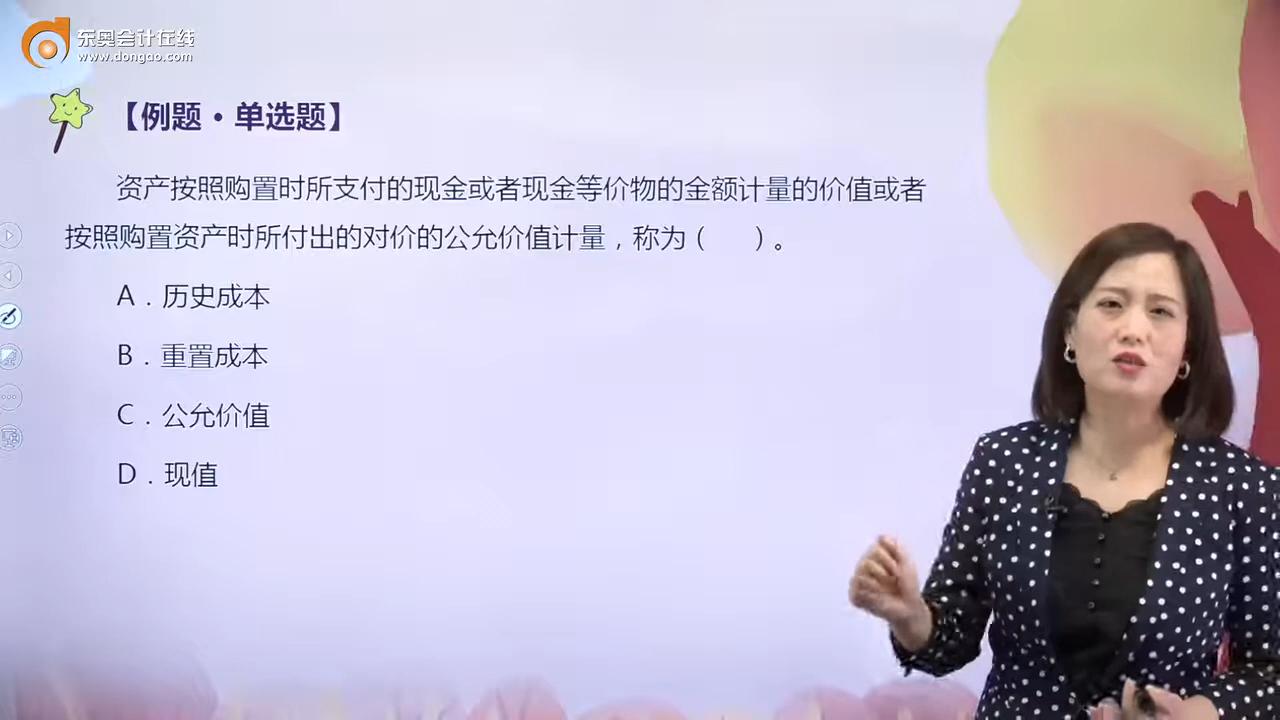 东奥会计在线
www.dongao.com
【例题·单选题】
资产按照购置时所支付的现金或者现金等价物的金额计量的价值或者
按照购置资产时所付出的对价的公允价值计量，称为（　　）。
A．历史成本
B．重置成本
C．公允价值
D．现值